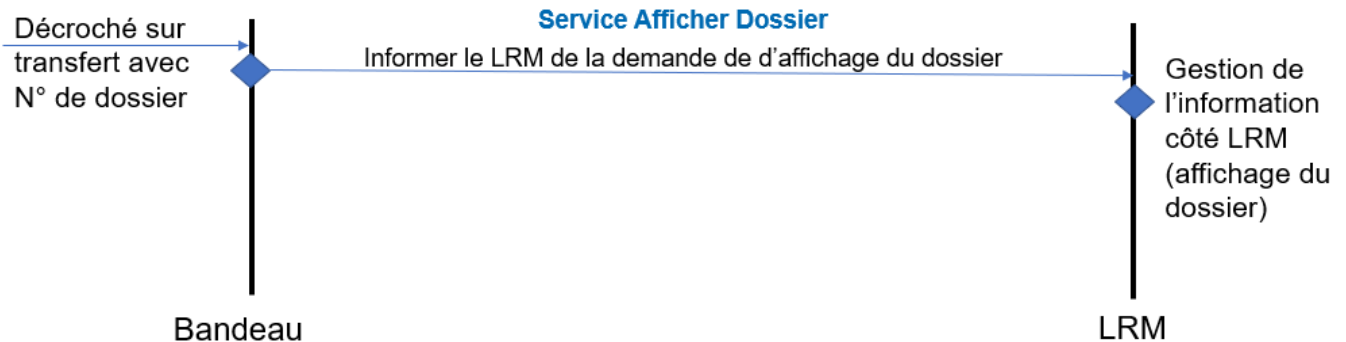 Décroché sur
transfert avec
N° de dossier
Service Afficher Dossier
Informer le LRM de la demande de d’affichage du dossier
Gestion de
l’information
côté LRM
(affichage du
dossier)
Bandeau
LRM